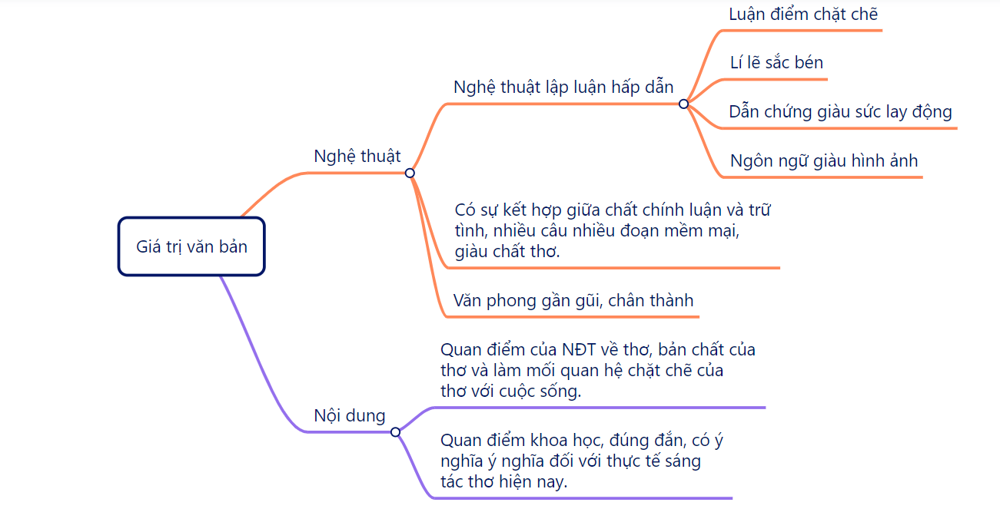 Giá trị văn bản
Nghệ thuật
Nghệ thuật lập luận hấp dẫn
Luận điểm chặt chẽ
Lí lẽ sắc bén
Dẫn chứng giàu sức lay động
Ngôn ngữ giàu hình ảnh
Có sự kết hợp giữa chất chính luận và trữ
tình, nhiều câu nhiều đoạn mềm mại,
giàu chất thơ.
Văn phong gần gũi, chân thành
Nội dung
Quan điểm của NĐT về thơ, bản chất của
thơ và làm mối quan hệ chặt chẽ của
thơ với cuộc sống.
Quan điểm khoa học, đúng đắn, có ý
nghĩa ý nghĩa đối với thực tế sáng
tác thơ hiện nay.